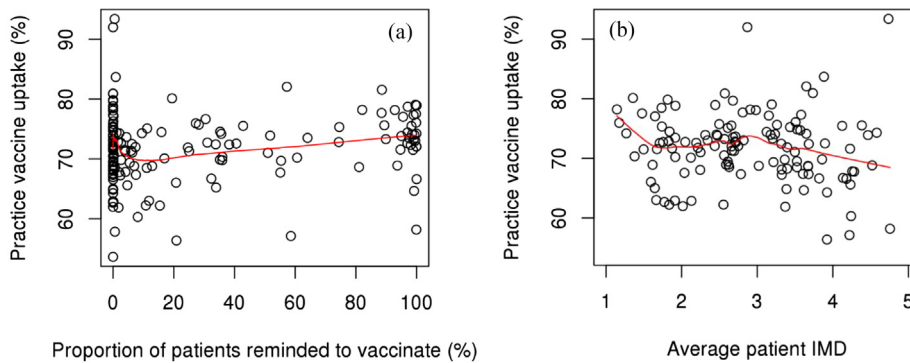 (a)
Practice vaccine uptake (%)
90
80
70
60
0 20 40 60 80 100
Proportion of patients reminded to vaccinate (%)
(b)
Practice vaccine uptake (%)
90
80
70
60
1 2 3 4 5
Average patient IMD